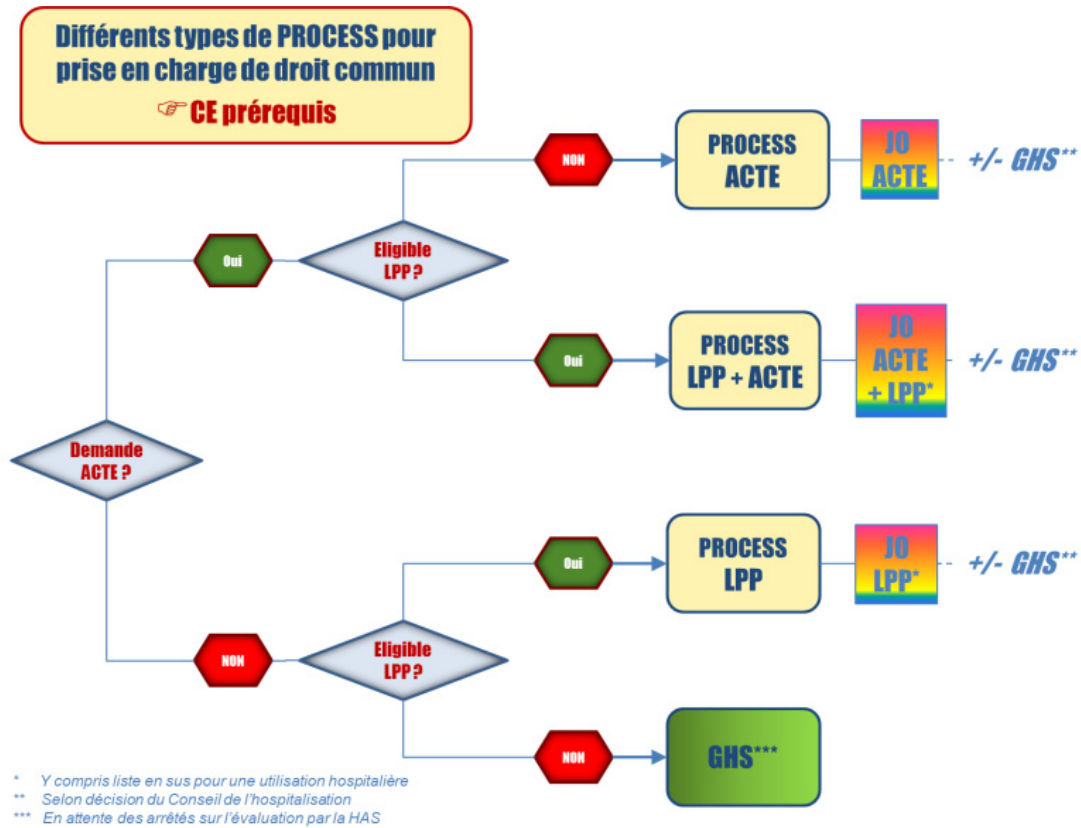 Différents types de PROCESS pour
prise en charge de droit commun
☞ CE prérequis
NON
PROCESS
ACTE
JO
ACTE
+/- GHS**
Oui
Eligible
LPP ?
Oui
PROCESS
LPP + ACTE
JO
ACTE
+ LPP*
+/- GHS**
Demande
ACTE ?
Oui
PROCESS
LPP
JO
LPP*
+/- GHS**
NON
Eligible
LPP ?
NON
GHS***
* Y compris liste en sus pour une utilisation hospitalière
** Selon décision du Conseil de l'hospitalisation
*** En attente des arrêtés sur l'évaluation par la HAS